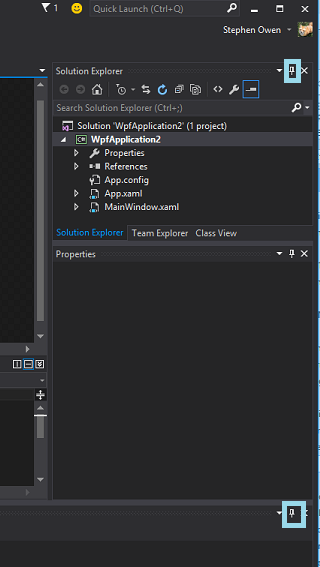 1
Quick Launch (Ctrl+Q)
Stephen Owen
Solution Explorer
Search Solution Explorer (Ctrl+;)
Solution 'WpfApplication2' (1 project)
C# WpfApplication2
Properties
References
App.config
App.xaml
MainWindow.xaml
Solution Explorer Team Explorer Class View
Properties